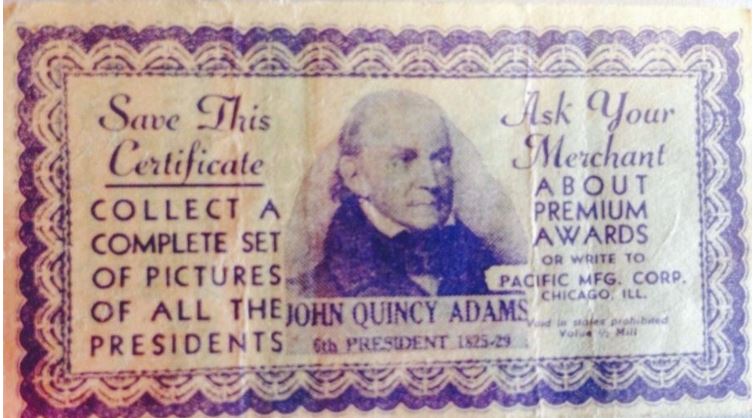 Save This
Certificate
COLLECT A
COMPLETE SET
OF PICTURES
OF ALL THE
PRESIDENTS
JOHN QUINCY ADAMS
6th PRESIDENT 1825-29
Ask Your
Merchant
ABOUT
PREMIUM
AWARDS
OR WRITE TO
PACIFIC MFG. CORP.
CHICAGO, ILL.
Void in states prohibited
Value ½ Mill